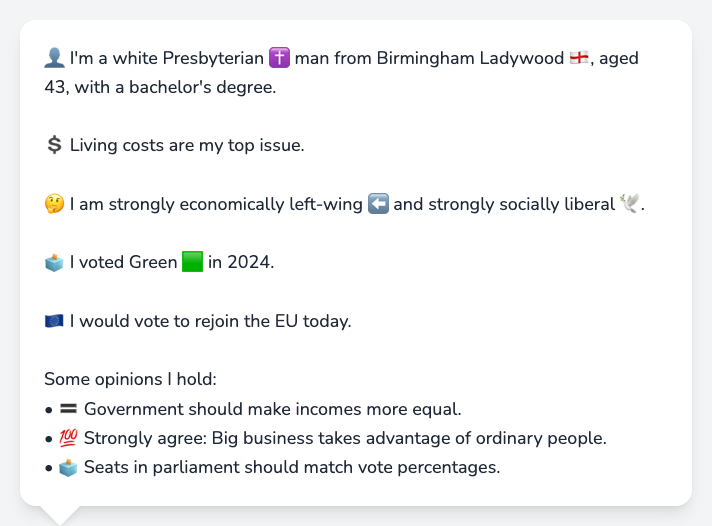 👤 I'm a white Presbyterian ✝️ man from Birmingham Ladywood 🏴󠁧󠁢󠁥󠁮󠁧󠁿, aged
43, with a bachelor's degree.
💲 Living costs are my top issue.
🤔 I am strongly economically left-wing ⬅️ and strongly socially liberal 🕊️.
🗳️ I voted Green 🟩 in 2024.
🇪🇺 I would vote to rejoin the EU today.
Some opinions I hold:
• 🟰 Government should make incomes more equal.
• 💯 Strongly agree: Big business takes advantage of ordinary people.
• 🗳️ Seats in parliament should match vote percentages.